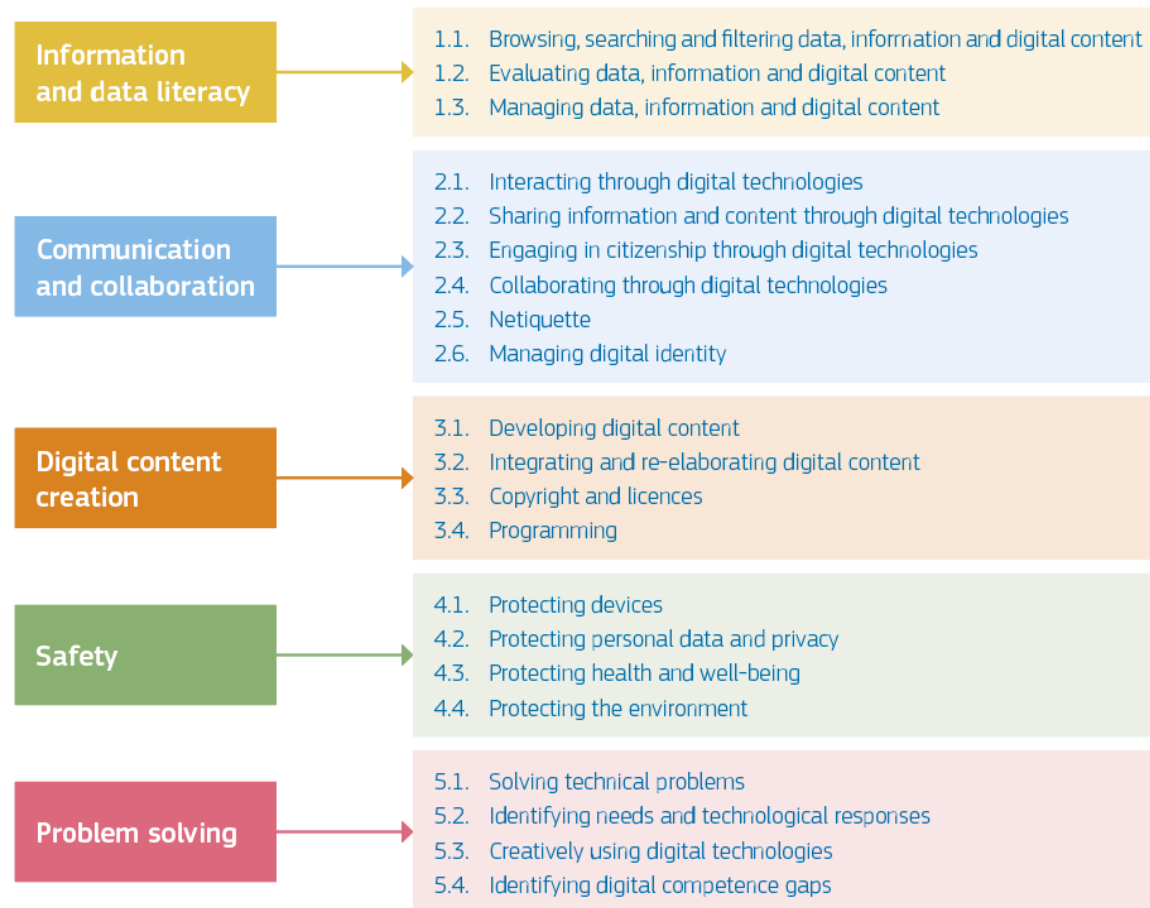 Information
and data literacy
1.1. Browsing, searching and filtering data, information and digital content
1.2. Evaluating data, information and digital content
1.3. Managing data, information and digital content
Communication
and collaboration
2.1. Interacting through digital technologies
2.2. Sharing information and content through digital technologies
2.3. Engaging in citizenship through digital technologies
2.4. Collaborating through digital technologies
2.5. Netiquette
2.6. Managing digital identity
Digital content
creation
3.1. Developing digital content
3.2. Integrating and re-elaborating digital content
3.3. Copyright and licences
3.4. Programming
Safety
4.1. Protecting devices
4.2. Protecting personal data and privacy
4.3. Protecting health and well-being
4.4. Protecting the environment
Problem solving
5.1. Solving technical problems
5.2. Identifying needs and technological responses
5.3. Creatively using digital technologies
5.4. Identifying digital competence gaps